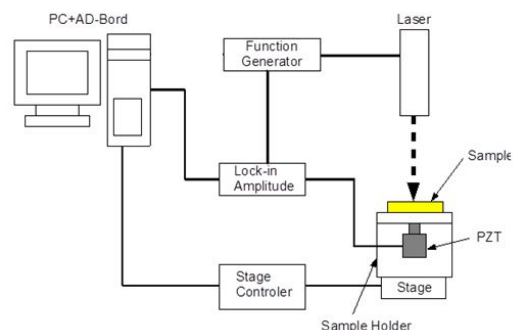 PC+AD-Bord
Function
Generator
Laser
Lock-in
Amplitude
Sample
PZT
Stage
Controler
Stage
Sample Holder